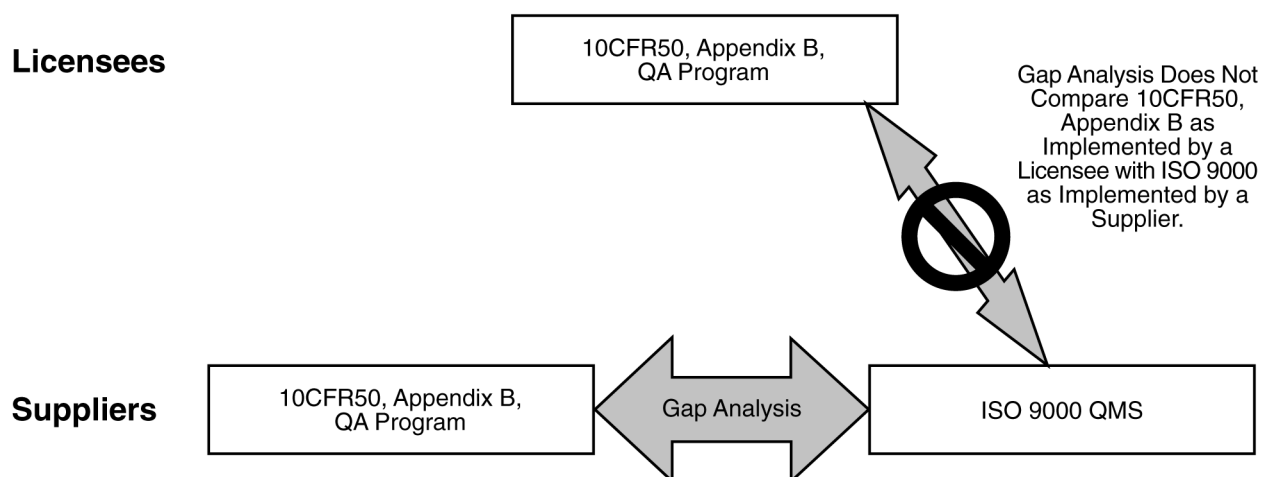 Licensees
10CFR50, Appendix B,
QA Program
Gap Analysis Does Not
Compare 10CFR50,
Appendix B as
Implemented by a
Licensee with ISO 9000
as Implemented by a
Supplier.
Suppliers
10CFR50, Appendix B,
QA Program
Gap Analysis
ISO 9000 QMS